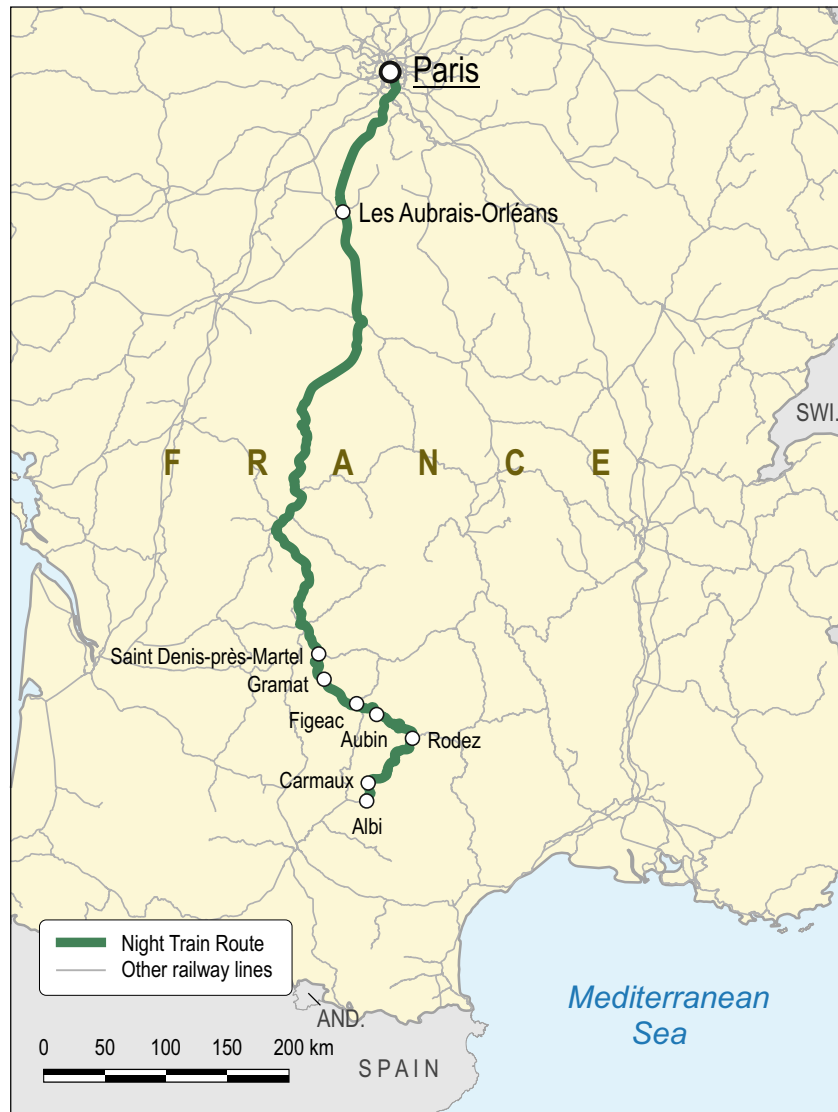 Paris
Les Aubrais-Orléans
SWI.
F R A N C E
Saint Denis-près-Martel
Gramat
Figeac
Aubin
Rodez
Carmaux
Albi
Night Train Route
Other railway lines
Mediterranean
Sea
AND.
SPAIN
0 50 100 150 200 km